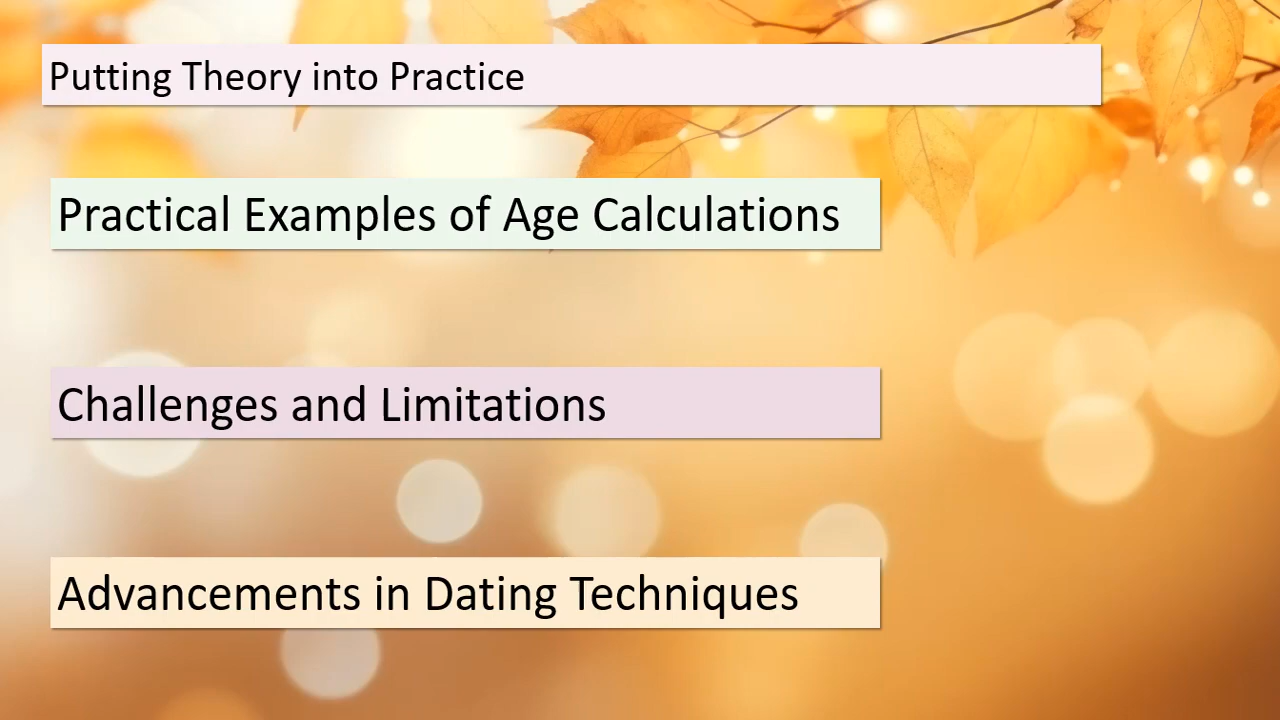 Putting Theory into Practice
Practical Examples of Age Calculations
Challenges and Limitations
Advancements in Dating Techniques